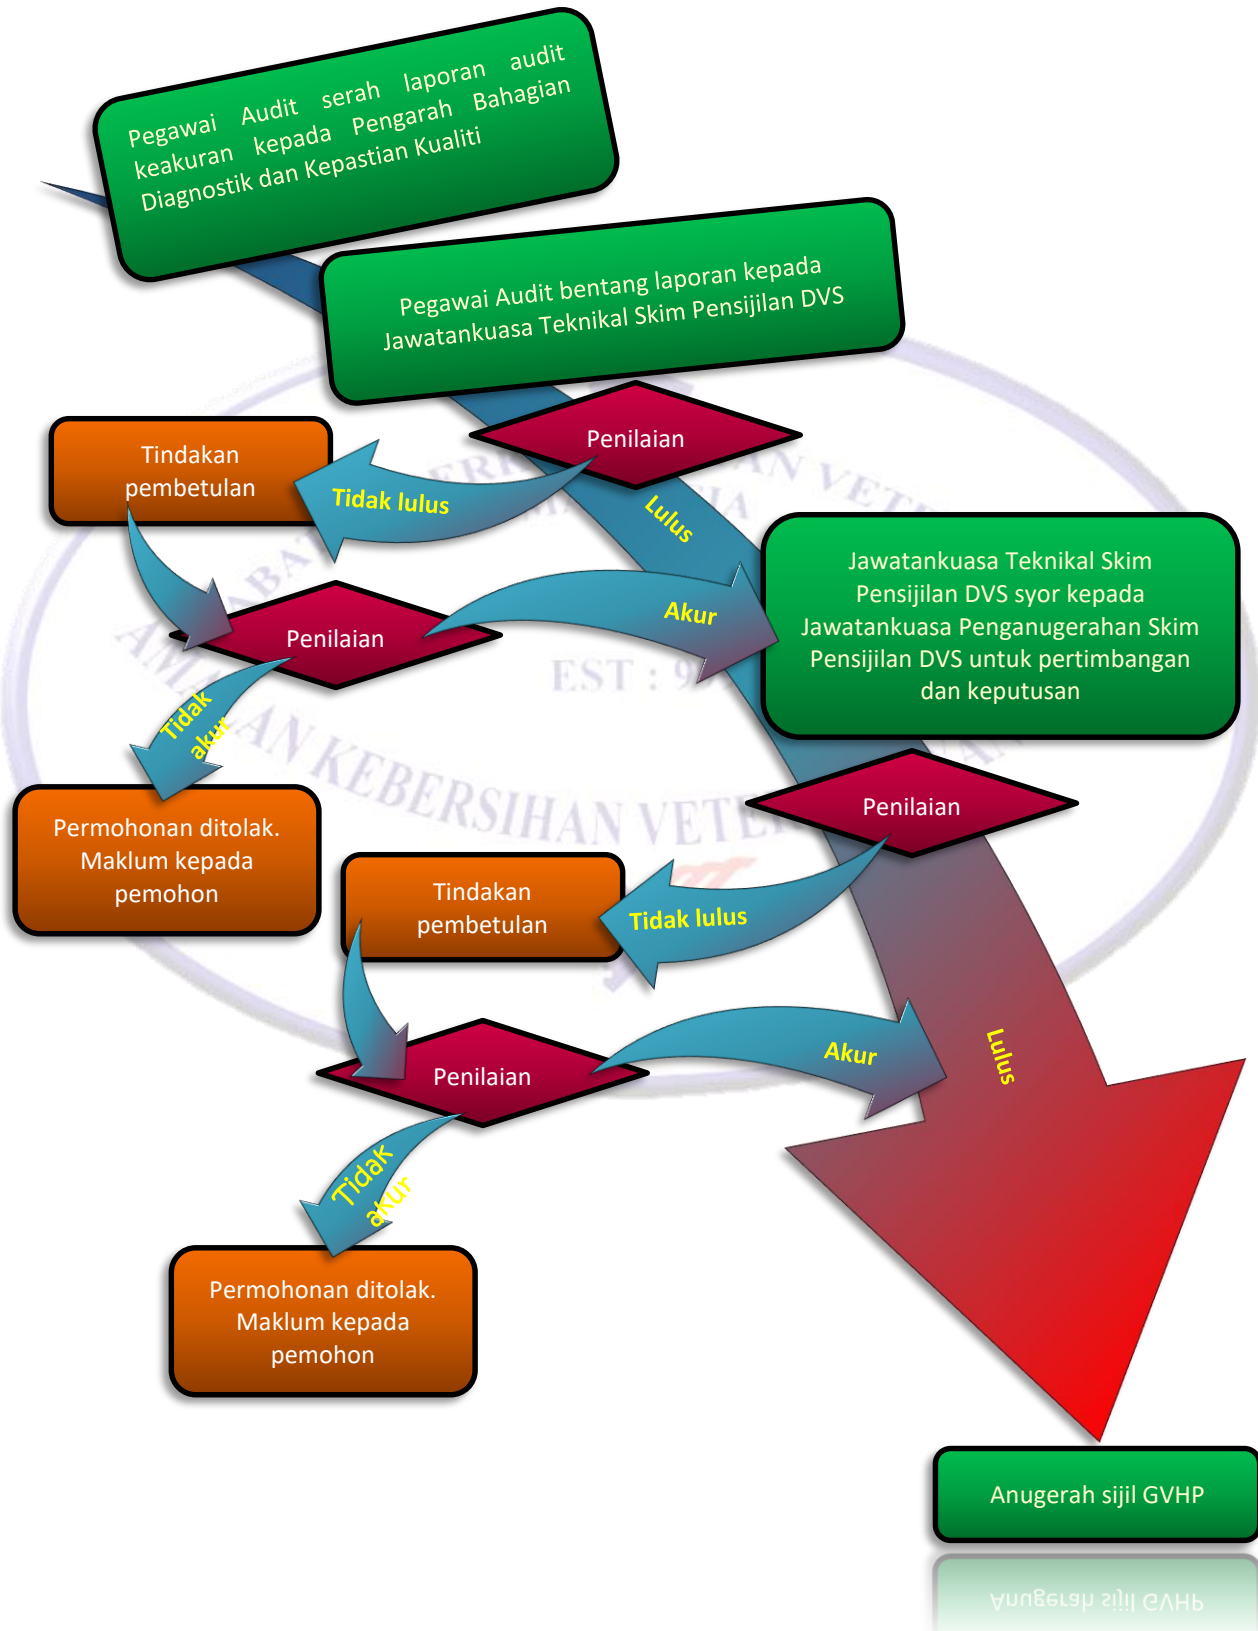 Pegawai Audit serah laporan audit
keakuran kepada Pengarah Bahagian
Diagnostik dan Kepastian Kualiti
Pegawai Audit bentang laporan kepada
Jawatankuasa Teknikal Skim Pensijilan DVS
Penilaian
Tindakan
pembetulan
Tidak lulus
Lulus
Jawatankuasa Teknikal Skim
Pensijilan DVS syor kepada
Jawatankuasa Penganugerahan Skim
Pensijilan DVS untuk pertimbangan
dan keputusan
Akur
Penilaian
Tidak
akur
Permohonan ditolak.
Maklum kepada
pemohon
Penilaian
Tindakan
pembetulan
Tidak lulus
Lulus
Akur
Penilaian
Tidak
akur
Permohonan ditolak.
Maklum kepada
pemohon
Anugerah sijil GVHP
EST :
KEBERSIHAN